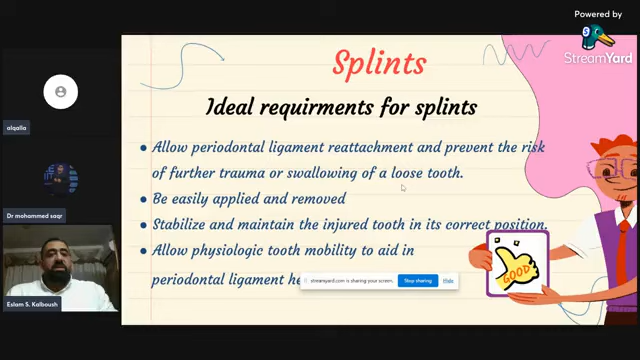 Powered by
StreamYard
Splints
Ideal requirments for splints
Allow periodontal ligament reattachment and prevent the risk
of further trauma or swallowing of a loose tooth.
Be easily applied and removed
Stabilize and maintain the injured tooth in its correct position.
Allow physiologic tooth mobility to aid in
periodontal ligament he
streamyard.com is sharing your screen.
Stop sharing
Hide
GOOD
alqalla
Dr mohammed saqr
Eslam S. Kalboush